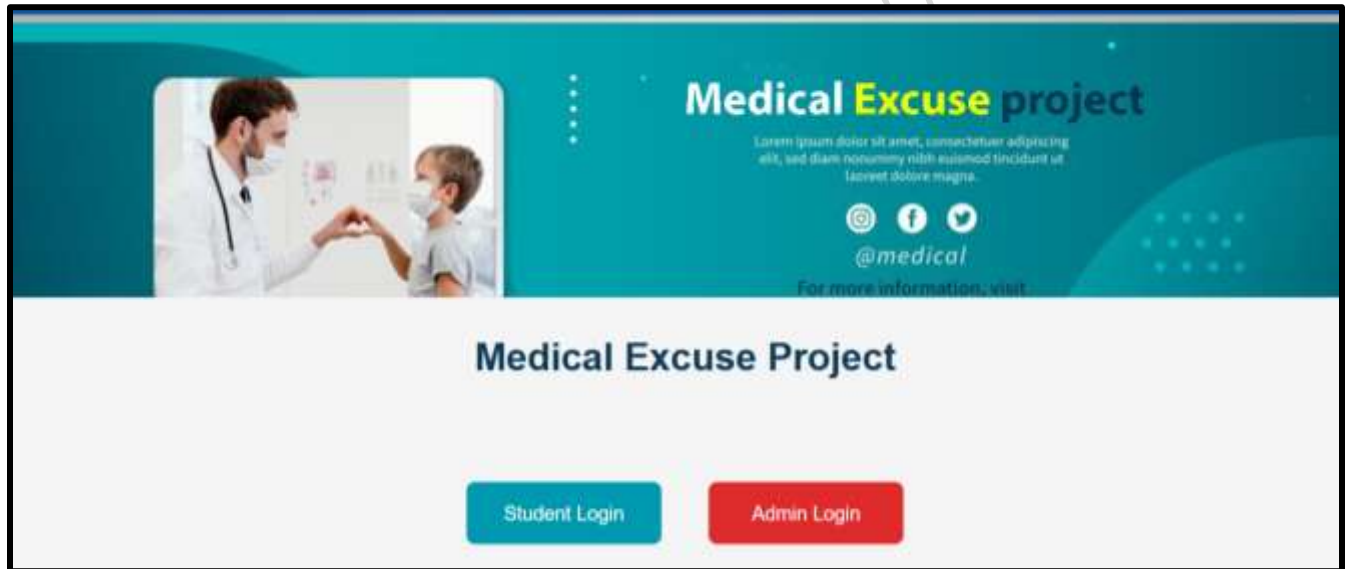 Medical Excuse project
Lorem ipsum dolor sit amet, consectetuer adipiscing
elit, sed diam nonummy nibh euismod tincidunt ut
laoreet dolore magna.
@medical
For more information, visit
Medical Excuse Project
Student Login
Admin Login